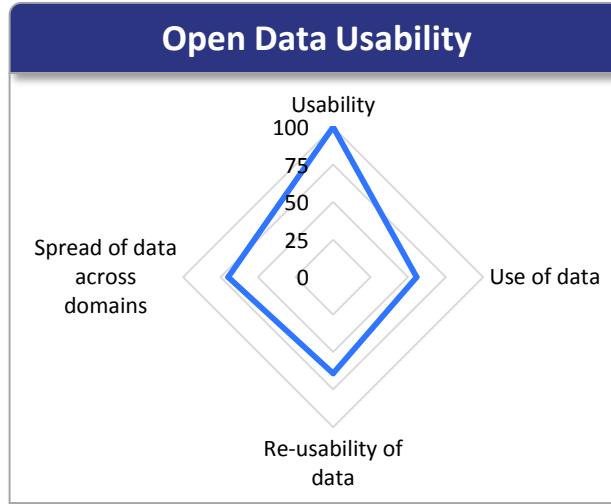 Open Data Usability
Usability
100
75
50
25
0
Spread of data
across
domains
Use of data
Re-usability of
data